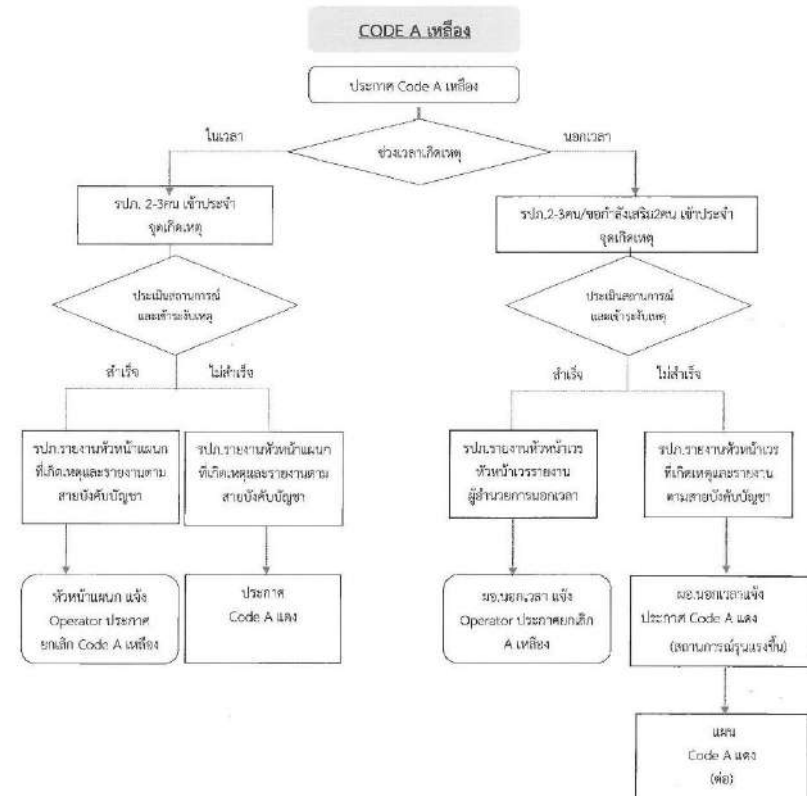 CODE A เหลือง
ประกาศ Code A เหลือง
ในเวลา
ช่วงเวลาเกิดเหตุ
นอกเวลา
รปภ. 2-3คน เข้าประจำ
จุดเกิดเหตุ
รปภ.2-3คน/ขอกำลังเสริม2คน เข้าประจำ
จุดเกิดเหตุ
ประเมินสถานการณ์
และเข้าระงับเหตุ
ประเมินสถานการณ์
และเข้าระงับเหตุ
สำเร็จ
ไม่สำเร็จ
สำเร็จ
ไม่สำเร็จ
รปภ.รายงานหัวหน้าแผนก
ที่เกิดเหตุและรายงานตาม
สายบังคับบัญชา
รปภ.รายงานหัวหน้าแผนก
ที่เกิดเหตุและรายงานตาม
สายบังคับบัญชา
รปภ.รายงานหัวหน้าเวร
หัวหน้าเวรรายงาน
ผู้อำนวยการนอกเวลา
รปภ.รายงานหัวหน้าเวร
ที่เกิดเหตุและรายงาน
ตามสายบังคับบัญชา
หัวหน้าแผนก แจ้ง
Operator ประกาศ
ยกเลิก Code A เหลือง
ประกาศ
Code A แดง
ผอ.นอกเวลา แจ้ง
Operator ประกาศยกเลิก
A เหลือง
ผอ.นอกเวลาแจ้ง
ประกาศ Code A แดง
(สถานการณ์รุนแรงขึ้น)
แผน
Code A แดง
(ต่อ)